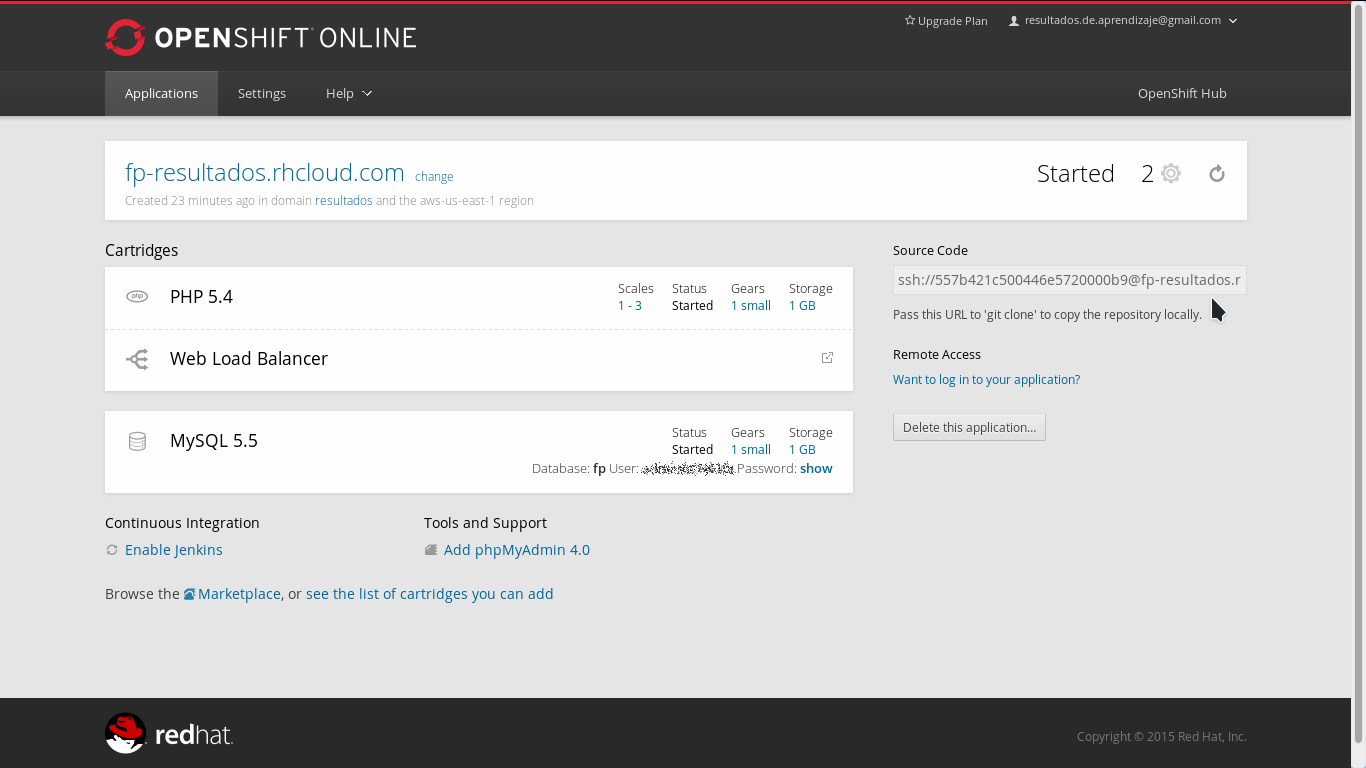 OPENSHIFT ONLINE
Upgrade Plan
resultados.de.aprendizaje@gmail.com
Applications
Settings
Help
OpenShift Hub
fp-resultados.rhcloud.com change
Created 23 minutes ago in domain resultados and the aws-us-east-1 region
Started 2
Cartridges
PHP 5.4
php
Scales Status Gears Storage
1 - 3 Started 1 small 1 GB
Web Load Balancer
MySQL 5.5
Status Gears Storage
Started 1 small 1 GB
Database: fp User: Password: show
Source Code
ssh://557b421c500446e5720000b9@fp-resultados.r
Pass this URL to 'git clone' to copy the repository locally.
Remote Access
Want to log in to your application?
Delete this application...
Continuous Integration
Enable Jenkins
Tools and Support
Add phpMyAdmin 4.0
Browse the Marketplace, or see the list of cartridges you can add
redhat.
Copyright © 2015 Red Hat, Inc.